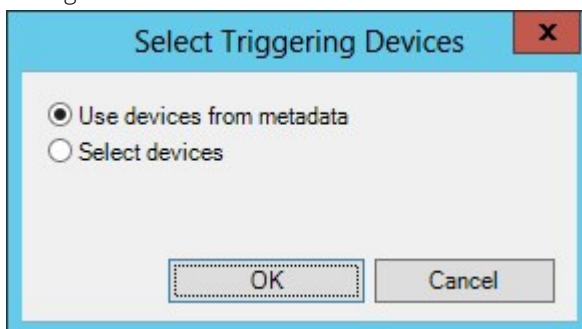 Select Triggering Devices
x
Use devices from metadata
Select devices
OK
Cancel